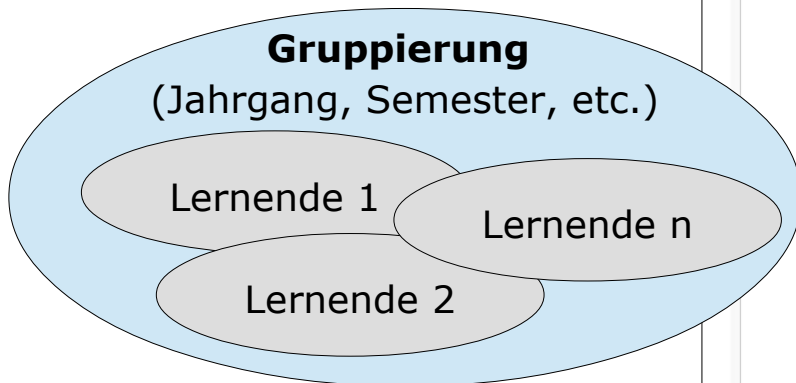 Gruppierung
(Jahrgang, Semester, etc.)
Lernende 1
Lernende n
Lernende 2